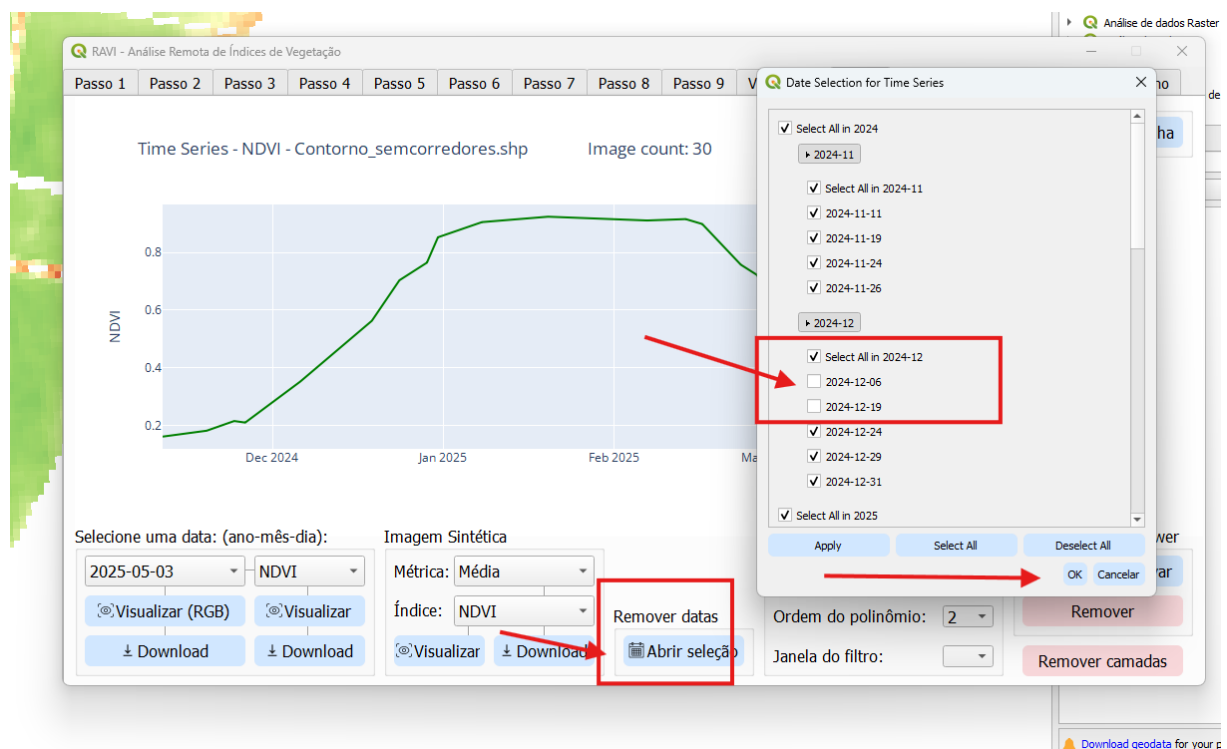 Análise de dados Raster
RAVI - Análise Remota de Índices de Vegetação
Passo 1 Passo 2 Passo 3 Passo 4 Passo 5 Passo 6 Passo 7 Passo 8 Passo 9
Time Series - NDVI - Contorno_semcorredores.shp Image count: 30
NDVI
0.8
0.6
0.4
0.2
Dec 2024 Jan 2025 Feb 2025
Date Selection for Time Series
Select All in 2024
2024-11
Select All in 2024-11
2024-11-11
2024-11-19
2024-11-24
2024-11-26
2024-12
Select All in 2024-12
2024-12-06
2024-12-19
2024-12-24
2024-12-29
2024-12-31
Select All in 2025
Apply Select All Deselect All
OK Cancelar
Selecione uma data: (ano-mês-dia):
2025-05-03 NDVI
Visualizar (RGB) Visualizar
Download Download
Imagem Sintética
Métrica: Média
Índice: NDVI
Visualizar Download
Remover datas
Abrir seleção
Ordem do polinômio: 2
Janela do filtro:
Remover
Remover camadas
Download geodata for your